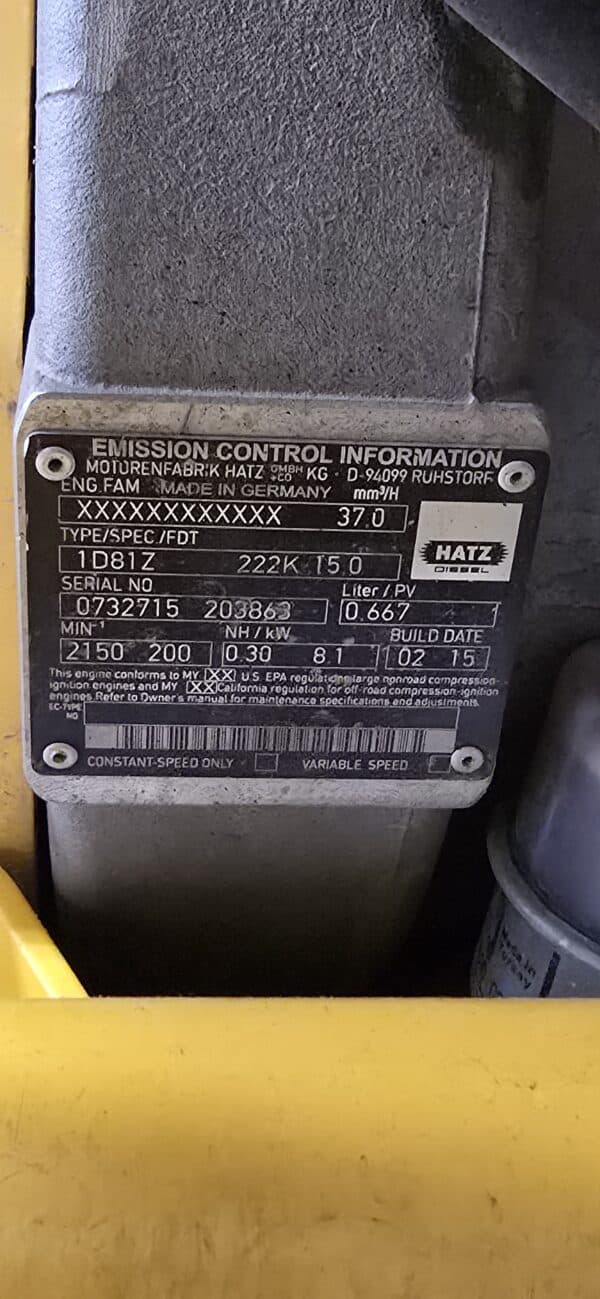 EMISSION CONTROL INFORMATION
MOTORENFABRIK HATZ GMBH +CO KG · D-94099 RUHSTORF
ENG.FAM MADE IN GERMANY mm³/H
XXXXXXXXXXXX 37.0
TYPE/SPEC./FDT
1D81Z 222K 15.0
HATZ
DIESEL
SERIAL NO Liter / PV
0732715 203863 0.667
MIN-¹ NH / kW BUILD DATE
2150 200 0.30 8.1 02 15
This engine conforms to MY XX U.S. EPA regulations large nonroad compression-
ignition engines and MY XX California regulation for off-road compression-ignition
engines. Refer to Owner's manual for maintenance specifications and adjustments.
EC-TYPE
NO
CONSTANT-SPEED ONLY VARIABLE SPEED
Made in